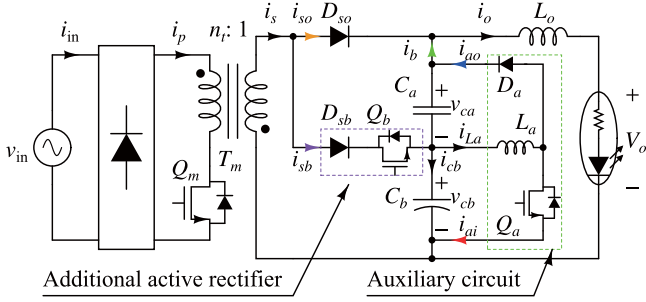 i_in
i_p
n_t: 1
i_s
i_so
D_so
i_o
L_o
i_b
i_ao
D_a
C_a
+
v_ca
−
L_a
+
V_o
−
v_in
Q_m
T_m
i_sb
D_sb
Q_b
i_La
i_cb
C_b
+
v_cb
−
i_ai
Q_a
Additional active rectifier
Auxiliary circuit